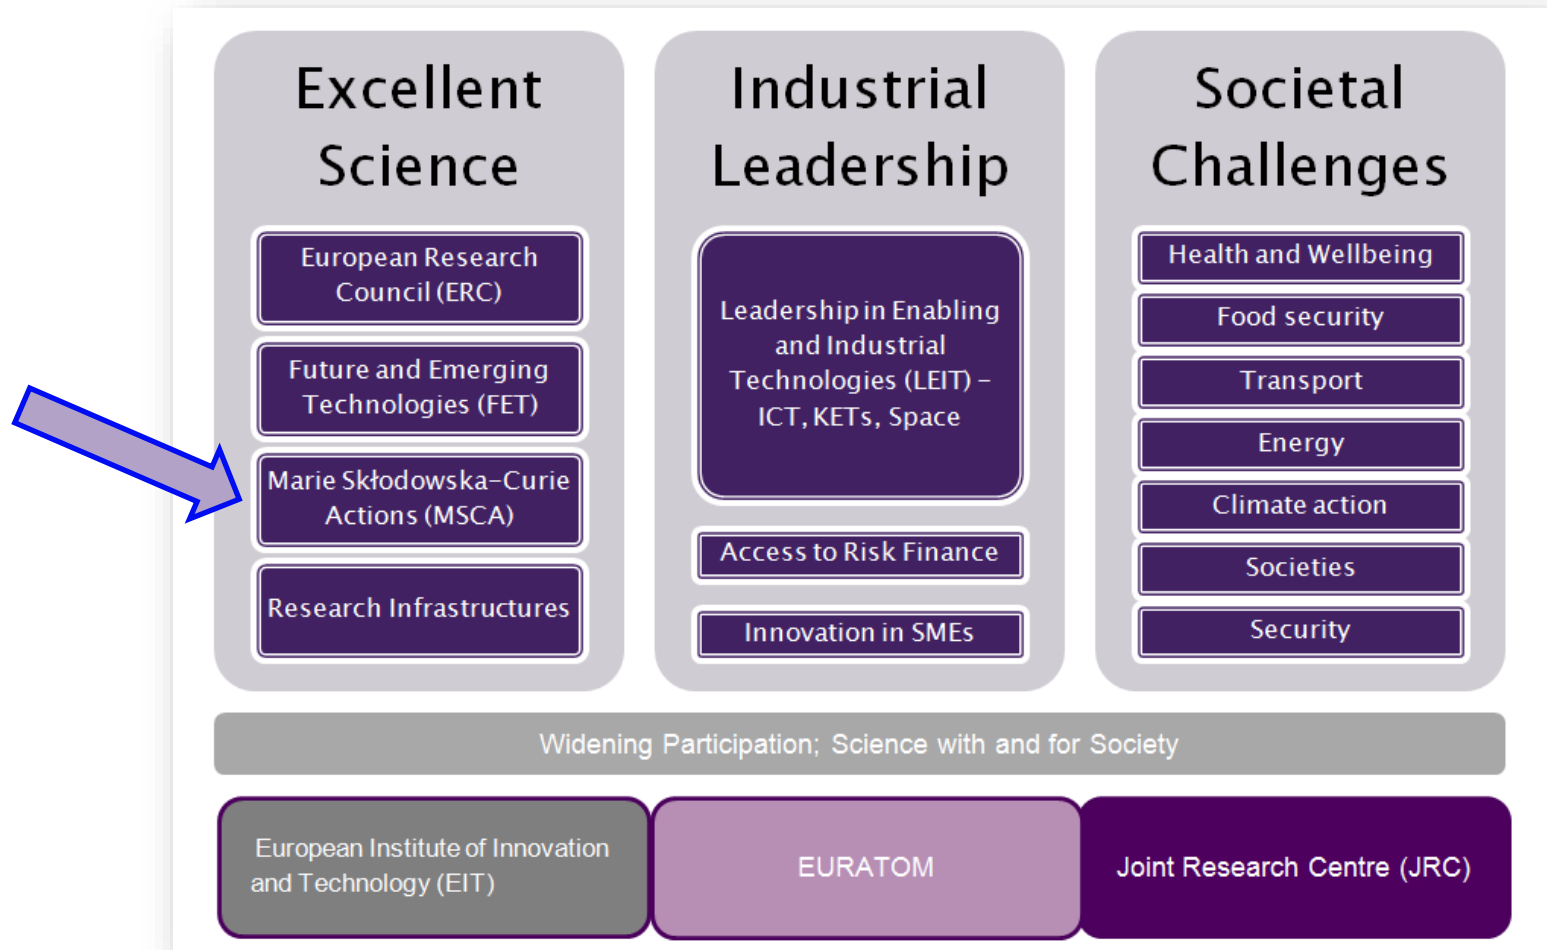 Excellent
Science
European Research
Council (ERC)
Future and Emerging
Technologies (FET)
Marie Skłodowska-Curie
Actions (MSCA)
Research Infrastructures
Industrial
Leadership
Leadership in Enabling
and Industrial
Technologies (LEIT) –
ICT, KETs, Space
Access to Risk Finance
Innovation in SMEs
Societal
Challenges
Health and Wellbeing
Food security
Transport
Energy
Climate action
Societies
Security
Widening Participation; Science with and for Society
European Institute of Innovation
and Technology (EIT)
EURATOM
Joint Research Centre (JRC)